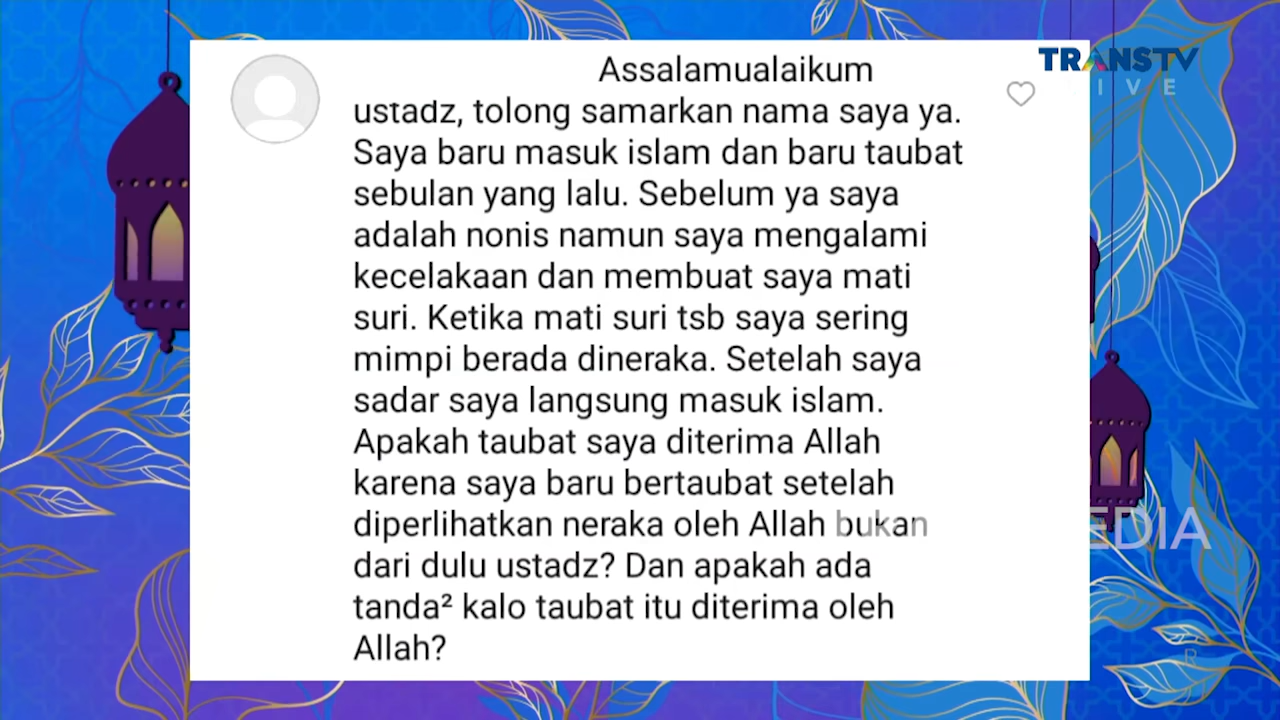 TRANSTV
LIVE
Assalamualaikum
ustadz, tolong samarkan nama saya ya.
Saya baru masuk islam dan baru taubat
sebulan yang lalu. Sebelum ya saya
adalah nonis namun saya mengalami
kecelakaan dan membuat saya mati
suri. Ketika mati suri tsb saya sering
mimpi berada dineraka. Setelah saya
sadar saya langsung masuk islam.
Apakah taubat saya diterima Allah
karena saya baru bertaubat setelah
diperlihatkan neraka oleh Allah bukan
dari dulu ustadz? Dan apakah ada
tanda² kalo taubat itu diterima oleh
Allah?
EDIA